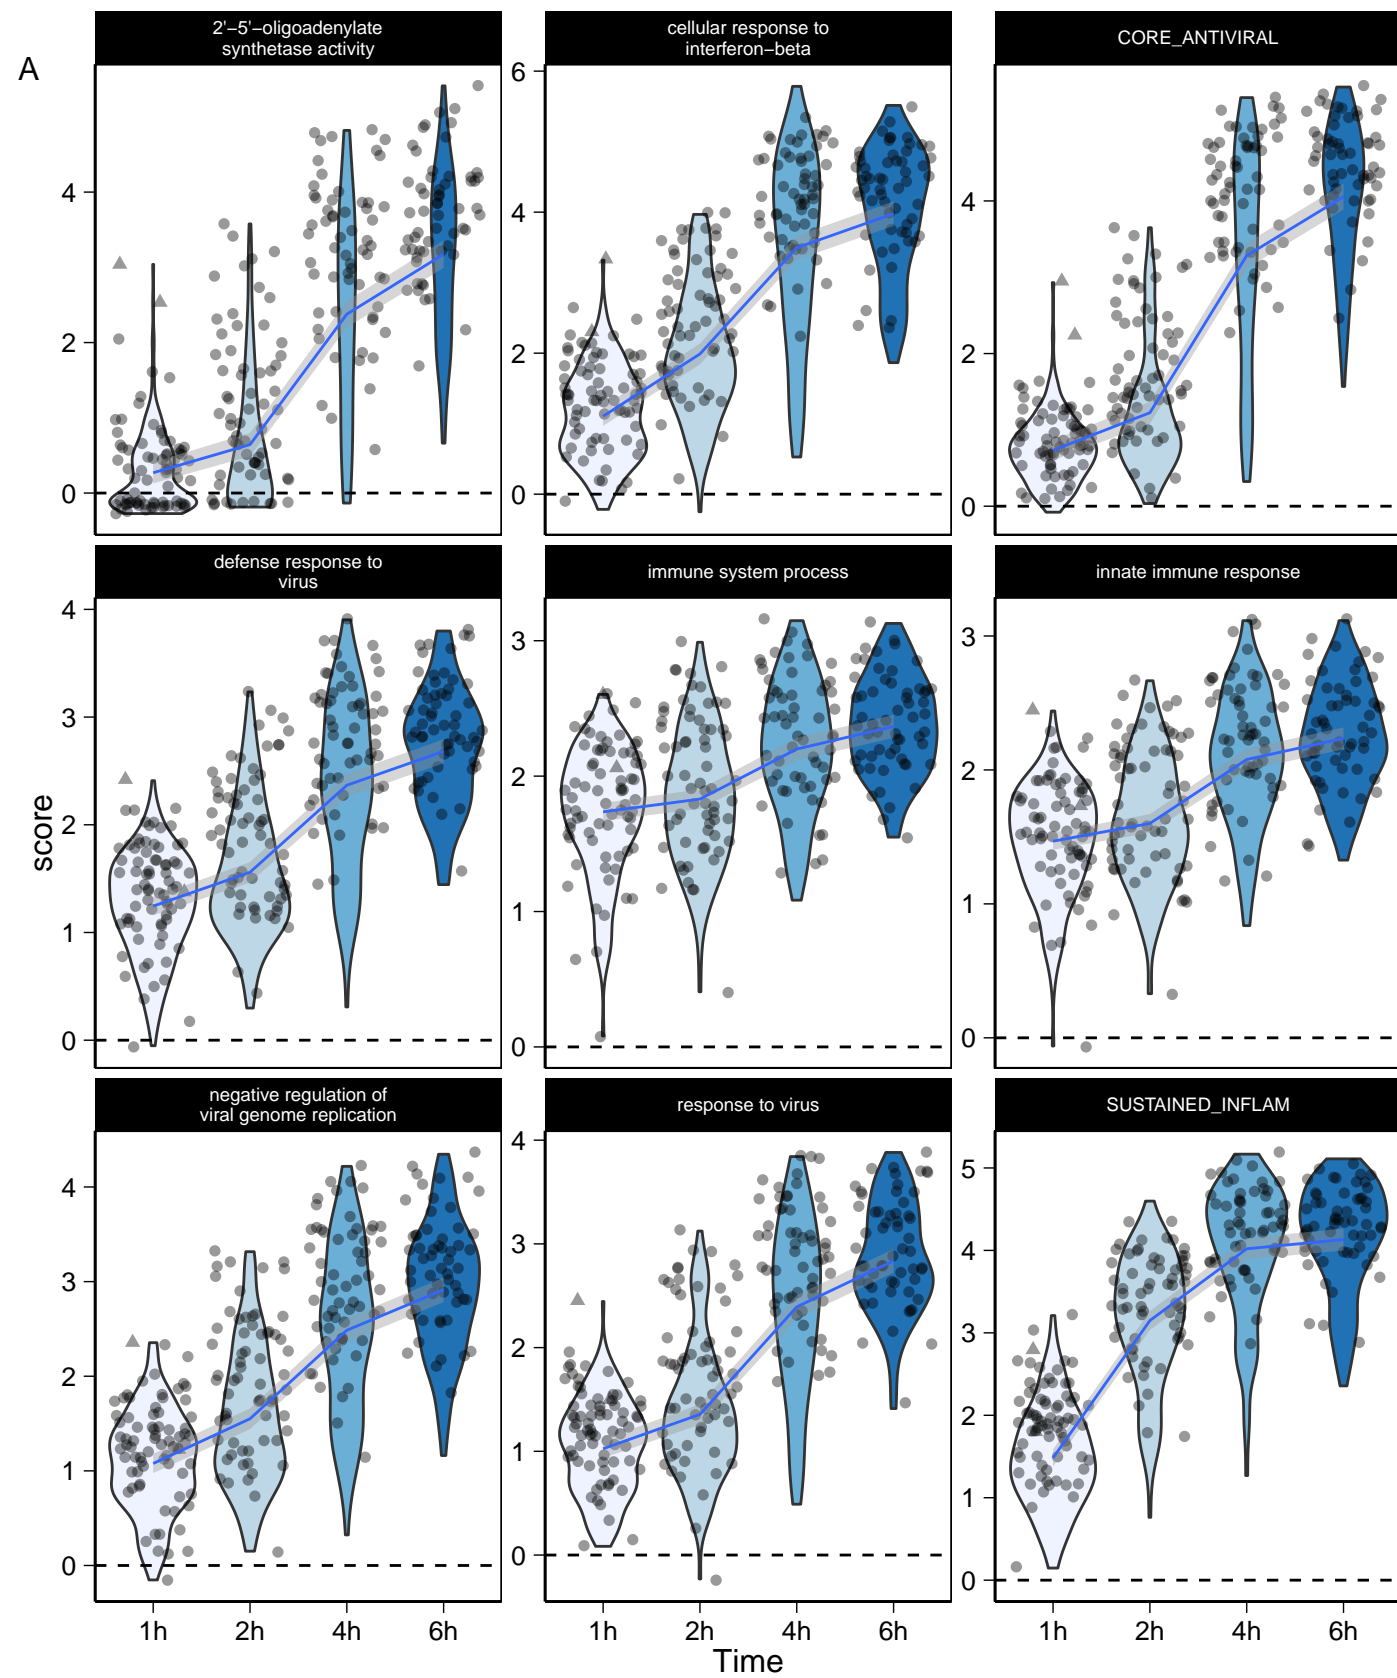 A
2'−5'−oligoadenylate
synthetase activity
cellular response to
interferon−beta
CORE_ANTIVIRAL
4
2
0
6
4
2
0
4
2
0
defense response to
virus
immune system process
innate immune response
4
3
2
1
0
3
2
1
0
3
2
1
0
score
negative regulation of
viral genome replication
response to virus
SUSTAINED_INFLAM
4
3
2
1
0
4
3
2
1
0
5
4
3
2
1
0
1h 2h 4h 6h
1h 2h 4h 6h
1h 2h 4h 6h
Time